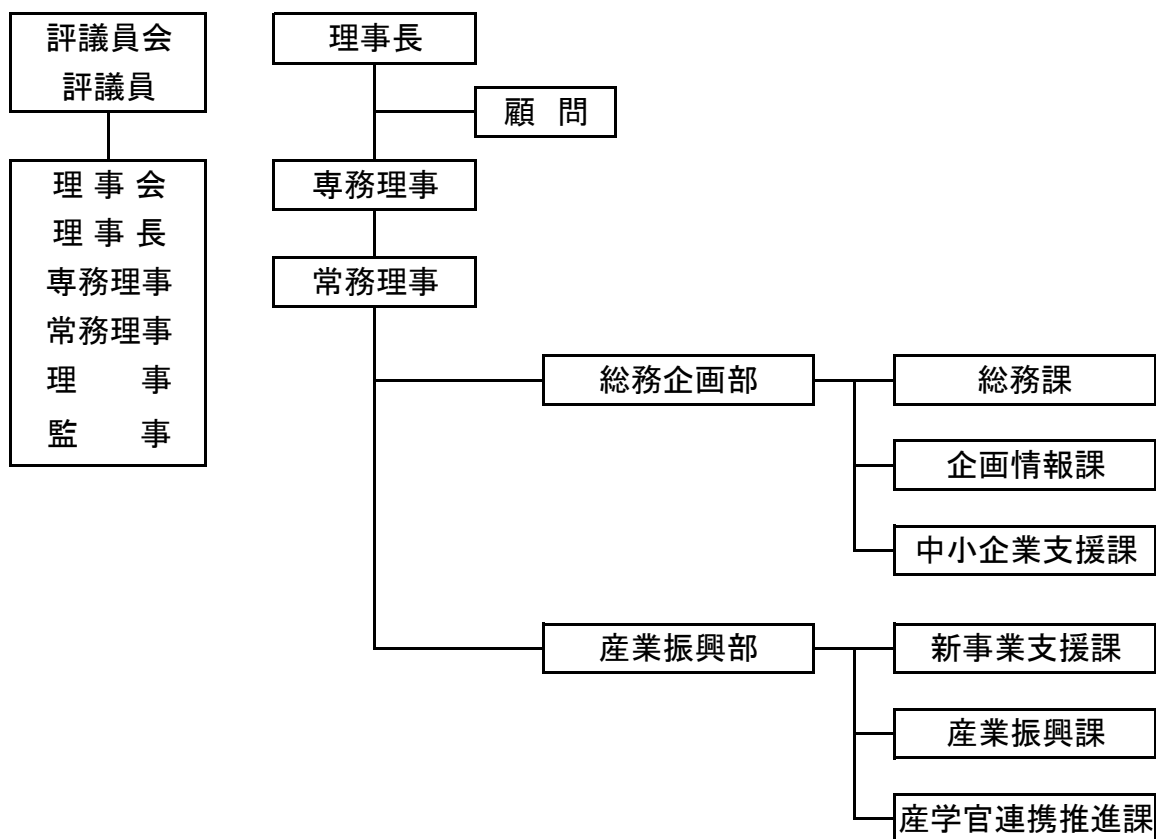 評議員会
評議員
理事会
理事長
専務理事
常務理事
理事
監事
理事長
顧問
専務理事
常務理事
総務企画部
総務課
企画情報課
中小企業支援課
産業振興部
新事業支援課
産業振興課
産学官連携推進課